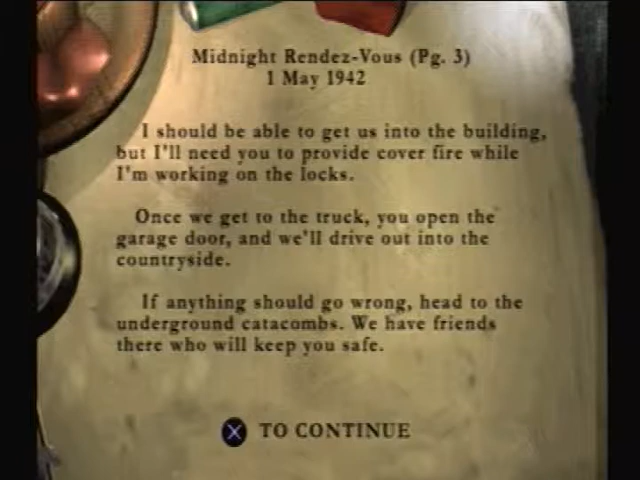 Midnight Rendez-Vous (Pg. 3)
1 May 1942
I should be able to get us into the building,
but I'll need you to provide cover fire while
I'm working on the locks.
Once we get to the truck, you open the
garage door, and we'll drive out into the
countryside.
If anything should go wrong, head to the
underground catacombs. We have friends
there who will keep you safe.
TO CONTINUE